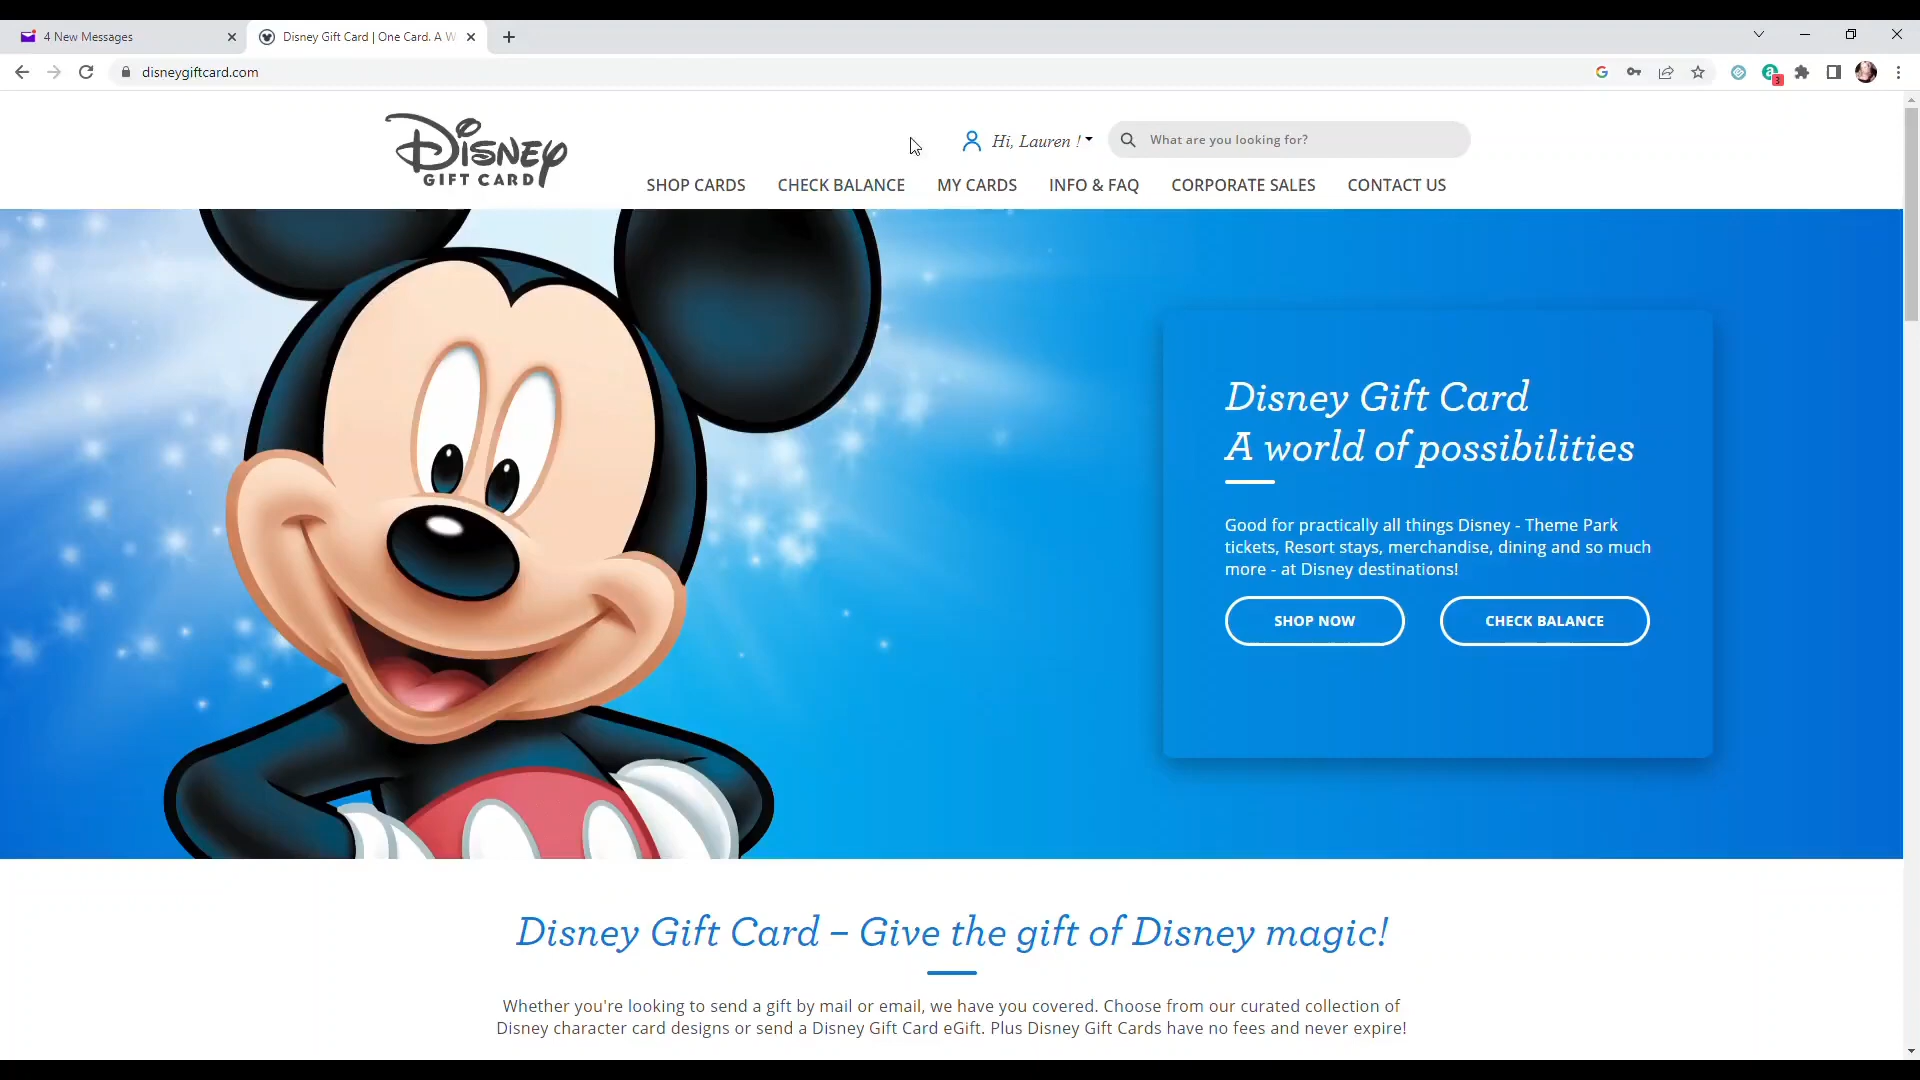 4 New Messages
Disney Gift Card | One Card. A W
disneygiftcard.com
3
DISNEY
GIFT CARD
Hi, Lauren !
What are you looking for?
SHOP CARDS
CHECK BALANCE
MY CARDS
INFO & FAQ
CORPORATE SALES
CONTACT US
Disney Gift Card
A world of possibilities
Good for practically all things Disney - Theme Park
tickets, Resort stays, merchandise, dining and so much
more - at Disney destinations!
SHOP NOW
CHECK BALANCE
Disney Gift Card – Give the gift of Disney magic!
Whether you're looking to send a gift by mail or email, we have you covered. Choose from our curated collection of
Disney character card designs or send a Disney Gift Card eGift. Plus Disney Gift Cards have no fees and never expire!